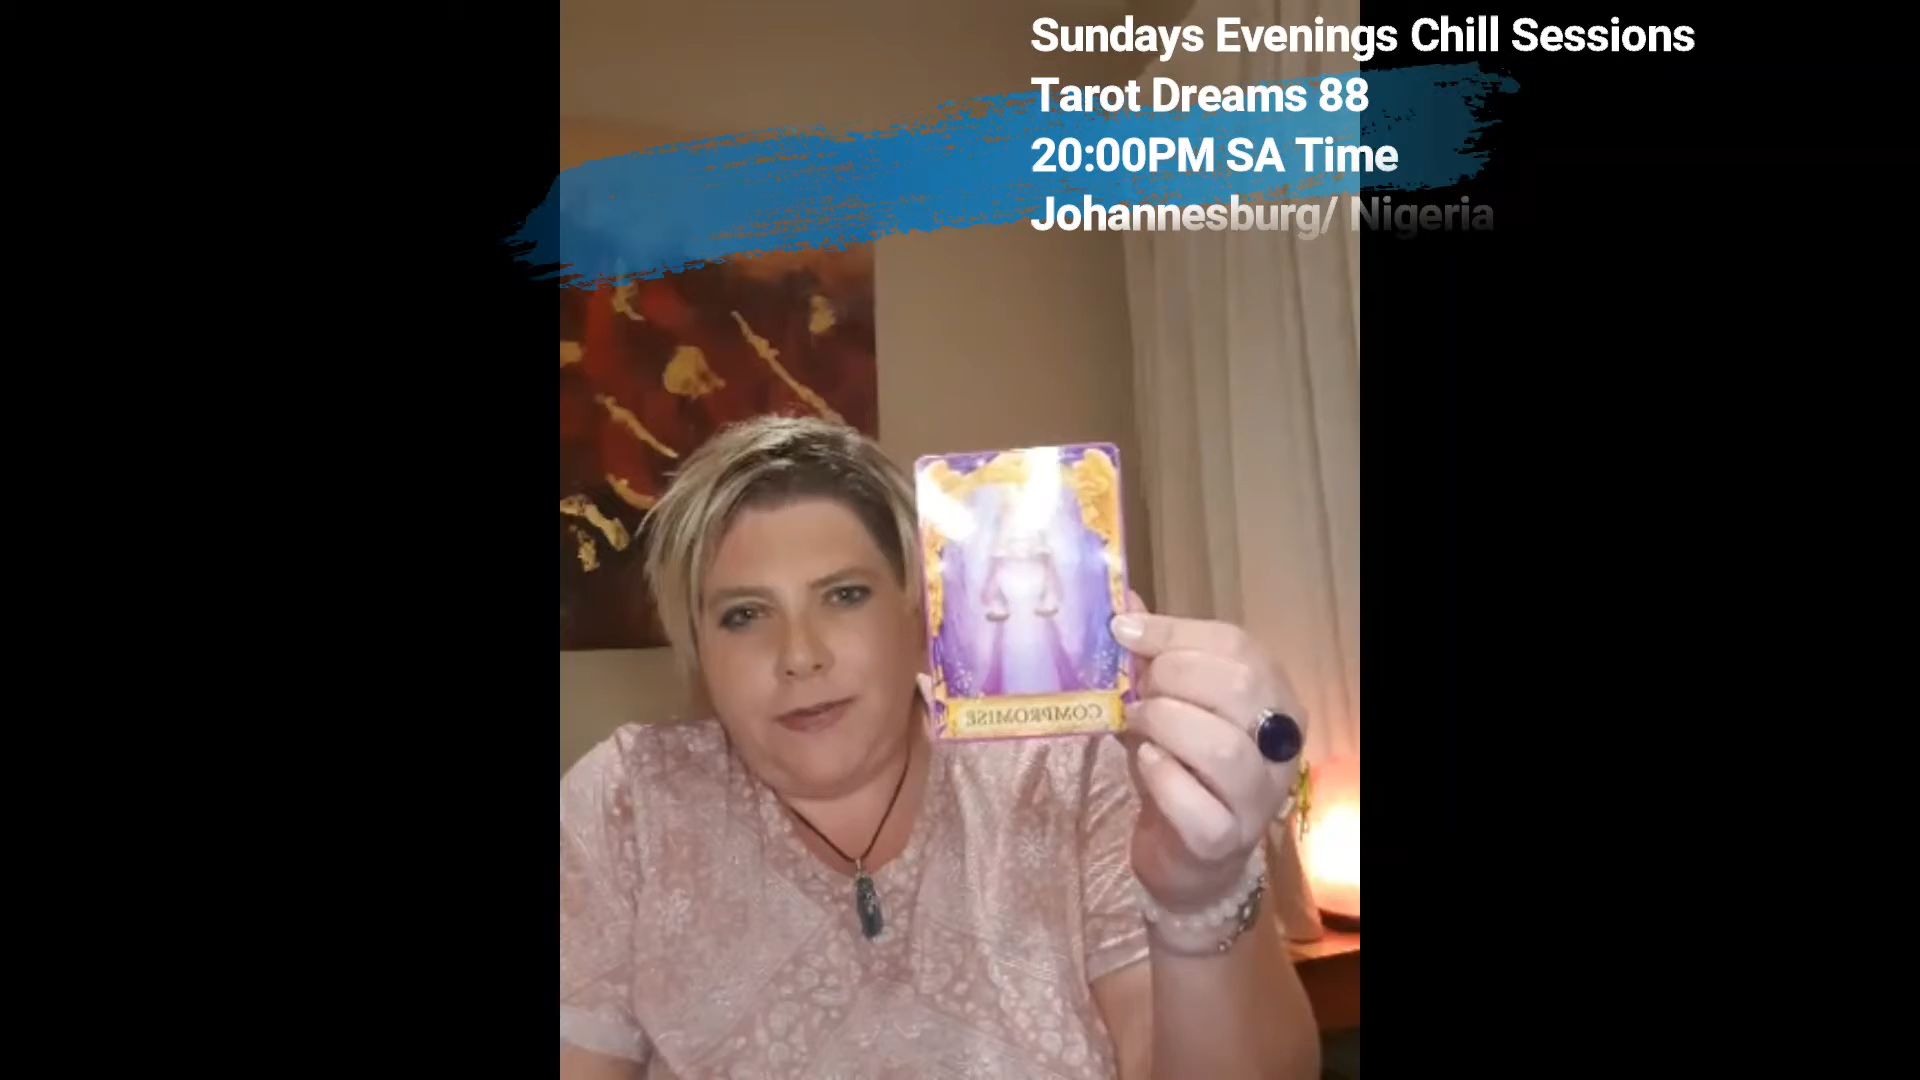 Sundays Evenings Chill Sessions
Tarot Dreams 88
20:00PM SA Time
Johannesburg/ Nigeria
COMPROMISE